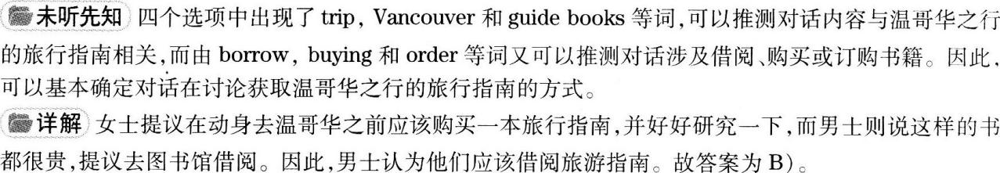 未听先知 四个选项中出现了 trip, Vancouver 和 guide books 等词,可以推测对话内容与温哥华之行
的旅行指南相关,而由 borrow, buying 和 order 等词又可以推测对话涉及借阅、购买或订购书籍。因此,
可以基本确定对话在讨论获取温哥华之行的旅行指南的方式。
详解 女士提议在动身去温哥华之前应该购买一本旅行指南,并好好研究一下,而男士则说这样的书
都很贵,提议去图书馆借阅。因此,男士认为他们应该借阅旅游指南。故答案为 B)。